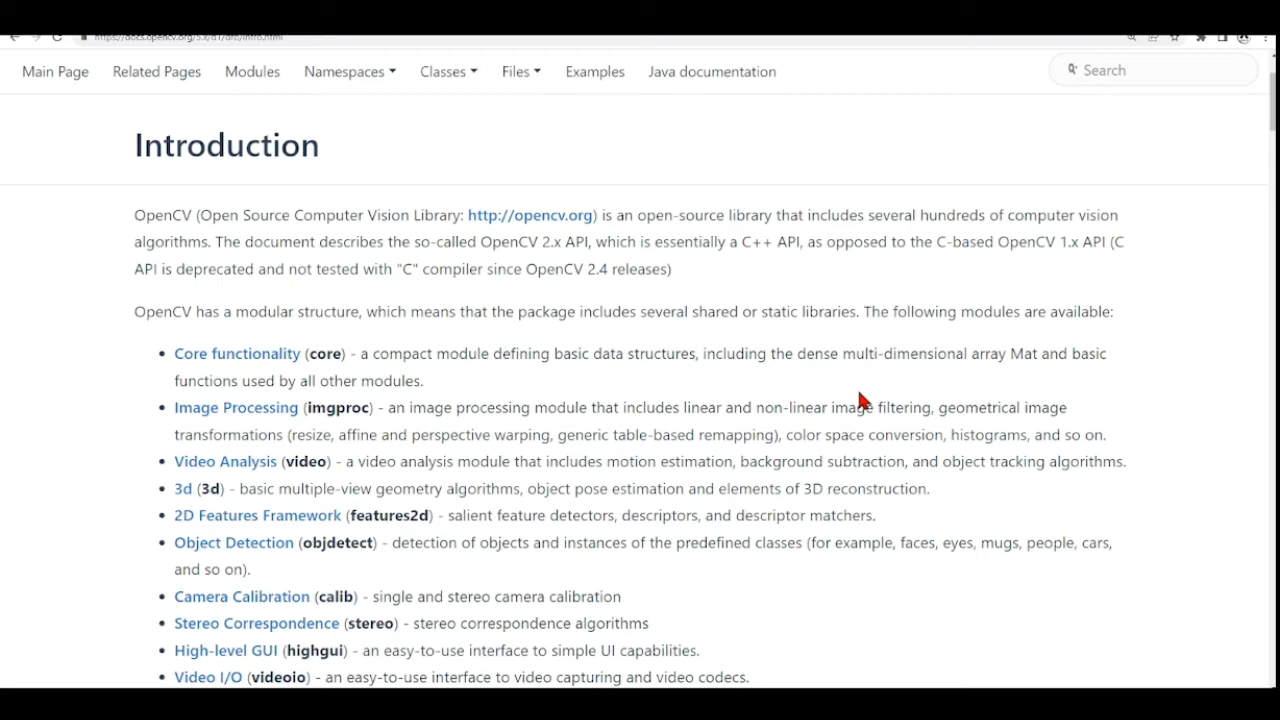 https://docs.opencv.org/5.x/d1/dfb/intro.html
Main Page Related Pages Modules Namespaces Classes Files Examples Java documentation Search
Introduction
OpenCV (Open Source Computer Vision Library: http://opencv.org) is an open-source library that includes several hundreds of computer vision
algorithms. The document describes the so-called OpenCV 2.x API, which is essentially a C++ API, as opposed to the C-based OpenCV 1.x API (C
API is deprecated and not tested with "C" compiler since OpenCV 2.4 releases)
OpenCV has a modular structure, which means that the package includes several shared or static libraries. The following modules are available:
• Core functionality (core) - a compact module defining basic data structures, including the dense multi-dimensional array Mat and basic
functions used by all other modules.
• Image Processing (imgproc) - an image processing module that includes linear and non-linear image filtering, geometrical image
transformations (resize, affine and perspective warping, generic table-based remapping), color space conversion, histograms, and so on.
• Video Analysis (video) - a video analysis module that includes motion estimation, background subtraction, and object tracking algorithms.
• 3d (3d) - basic multiple-view geometry algorithms, object pose estimation and elements of 3D reconstruction.
• 2D Features Framework (features2d) - salient feature detectors, descriptors, and descriptor matchers.
• Object Detection (objdetect) - detection of objects and instances of the predefined classes (for example, faces, eyes, mugs, people, cars,
and so on).
• Camera Calibration (calib) - single and stereo camera calibration
• Stereo Correspondence (stereo) - stereo correspondence algorithms
• High-level GUI (highgui) - an easy-to-use interface to simple UI capabilities.
• Video I/O (videoio) - an easy-to-use interface to video capturing and video codecs.